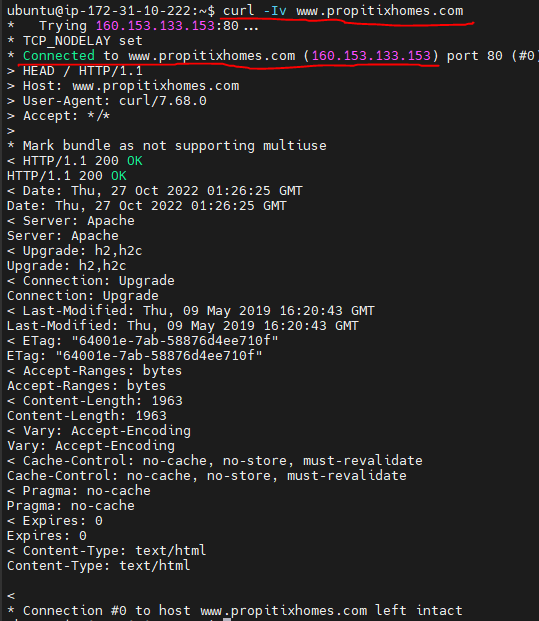 ubuntu@ip-172-31-10-222:~$ curl -Iv www.propitixhomes.com
*   Trying 160.153.133.153:80...
* TCP_NODELAY set
* Connected to www.propitixhomes.com (160.153.133.153) port 80 (#0)
> HEAD / HTTP/1.1
> Host: www.propitixhomes.com
> User-Agent: curl/7.68.0
> Accept: */*
>
* Mark bundle as not supporting multiuse
< HTTP/1.1 200 OK
HTTP/1.1 200 OK
< Date: Thu, 27 Oct 2022 01:26:25 GMT
Date: Thu, 27 Oct 2022 01:26:25 GMT
< Server: Apache
Server: Apache
< Upgrade: h2,h2c
Upgrade: h2,h2c
< Connection: Upgrade
Connection: Upgrade
< Last-Modified: Thu, 09 May 2019 16:20:43 GMT
Last-Modified: Thu, 09 May 2019 16:20:43 GMT
< ETag: "64001e-7ab-58876d4ee710f"
ETag: "64001e-7ab-58876d4ee710f"
< Accept-Ranges: bytes
Accept-Ranges: bytes
< Content-Length: 1963
Content-Length: 1963
< Vary: Accept-Encoding
Vary: Accept-Encoding
< Cache-Control: no-cache, no-store, must-revalidate
Cache-Control: no-cache, no-store, must-revalidate
< Pragma: no-cache
Pragma: no-cache
< Expires: 0
Expires: 0
< Content-Type: text/html
Content-Type: text/html
<
* Connection #0 to host www.propitixhomes.com left intact